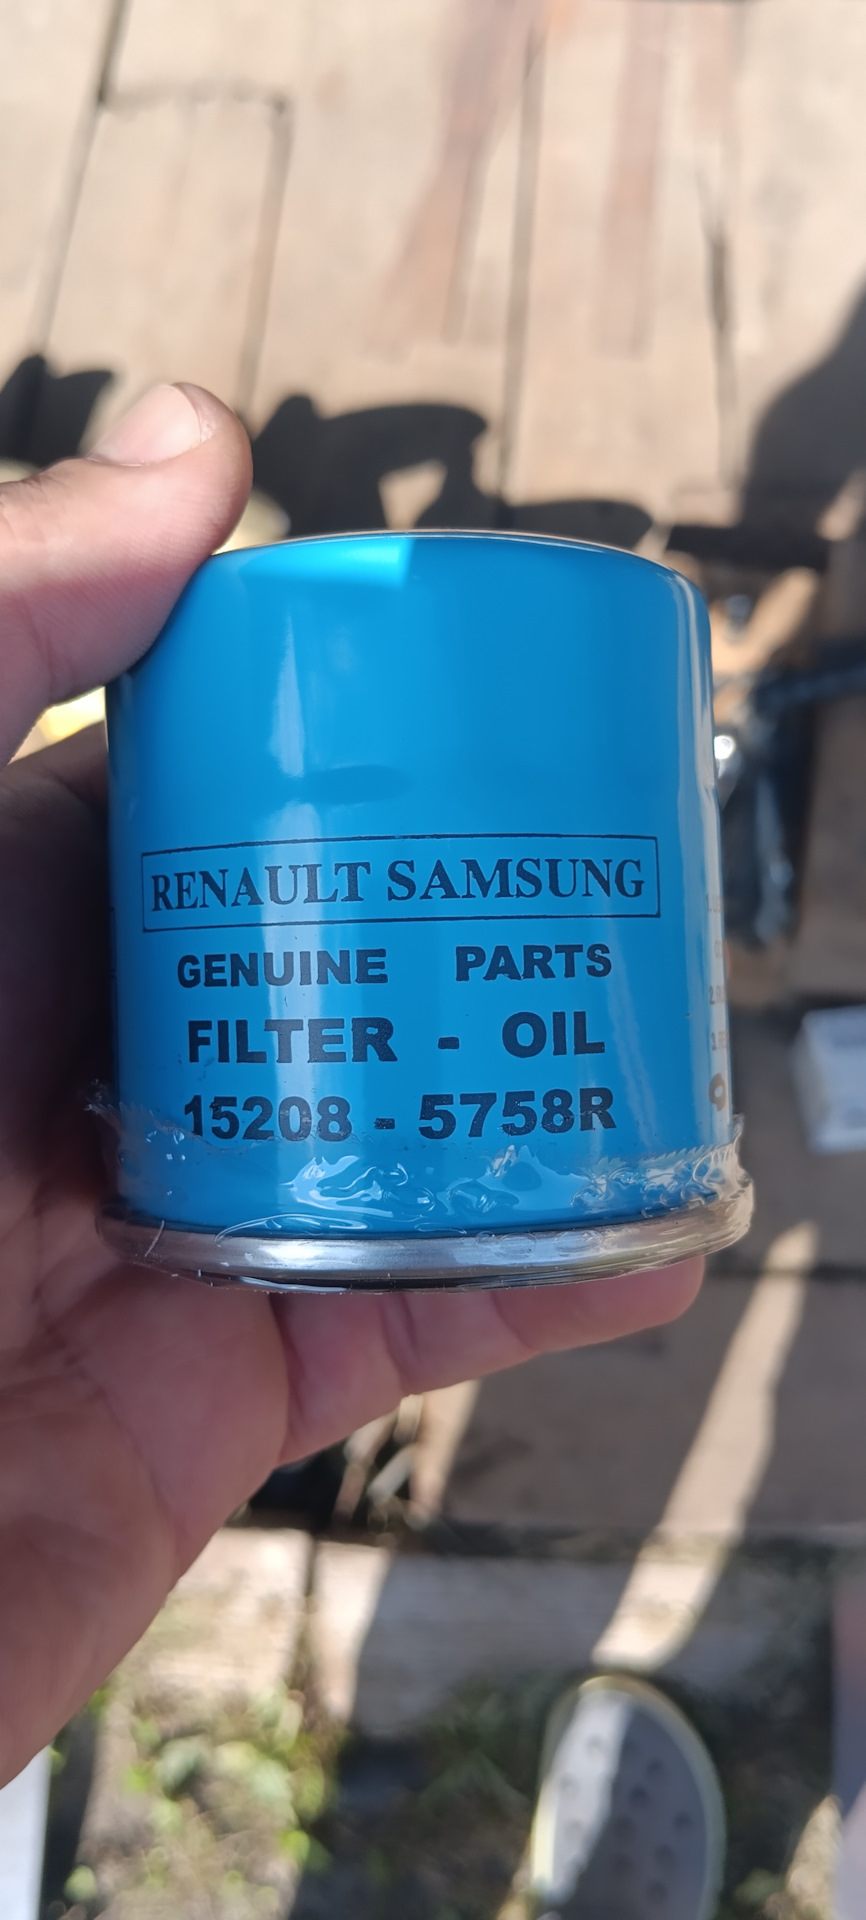 RENAULT SAMSUNG
GENUINE PARTS
FILTER - OIL
15208 - 5758R